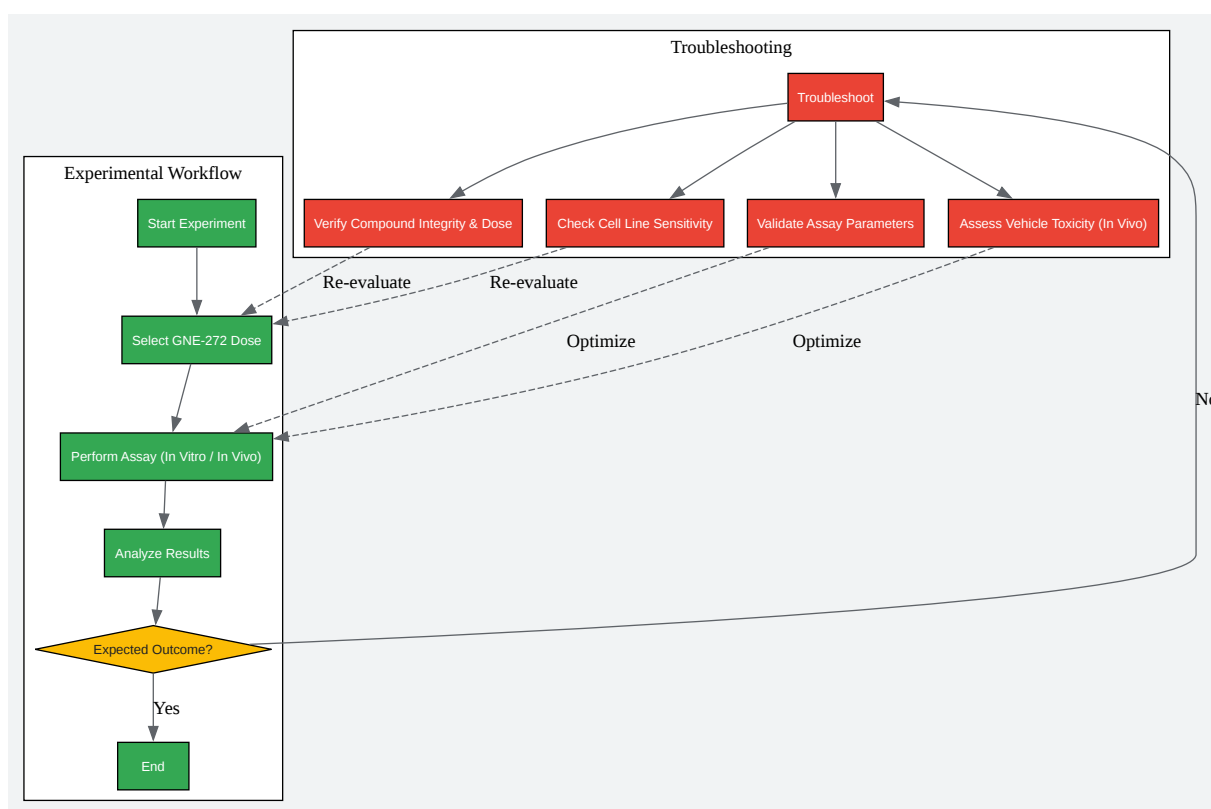 Troubleshooting
Troubleshoot
Experimental Workflow
Start Experiment
Verify Compound Integrity & Dose
Check Cell Line Sensitivity
Validate Assay Parameters
Assess Vehicle Toxicity (In Vivo)
Re-evaluate
Re-evaluate
Select GNE-272 Dose
Optimize
Optimize
No
Perform Assay (In Vitro / In Vivo)
Analyze Results
Expected Outcome?
Yes
End